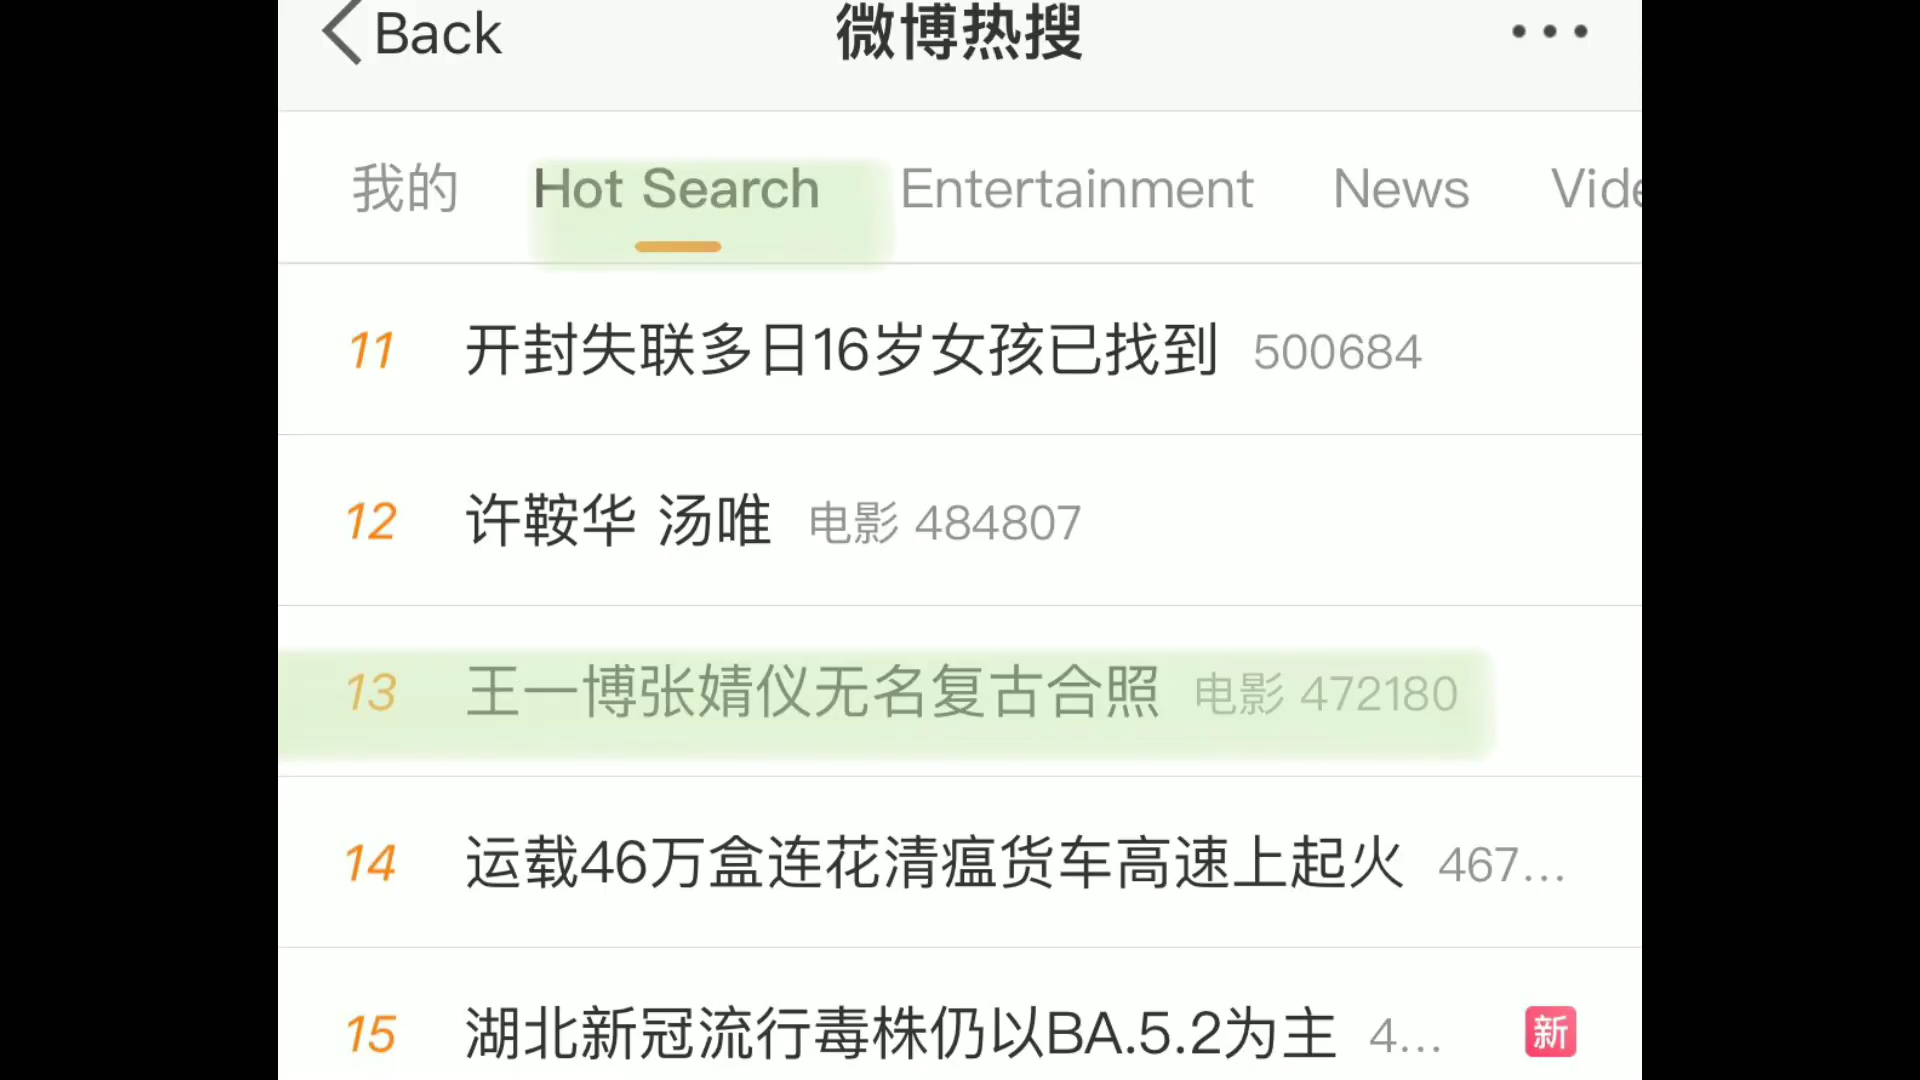 Back 微博热搜
我的 Hot Search Entertainment News
11 开封失联多日16岁女孩已找到 500684
12 许鞍华 汤唯 电影 484807
13 王一博张婧仪无名复古合照 电影 472180
14 运载46万盒连花清瘟货车高速上起火 467...
15 湖北新冠流行毒株仍以BA.5.2为主 4... 新